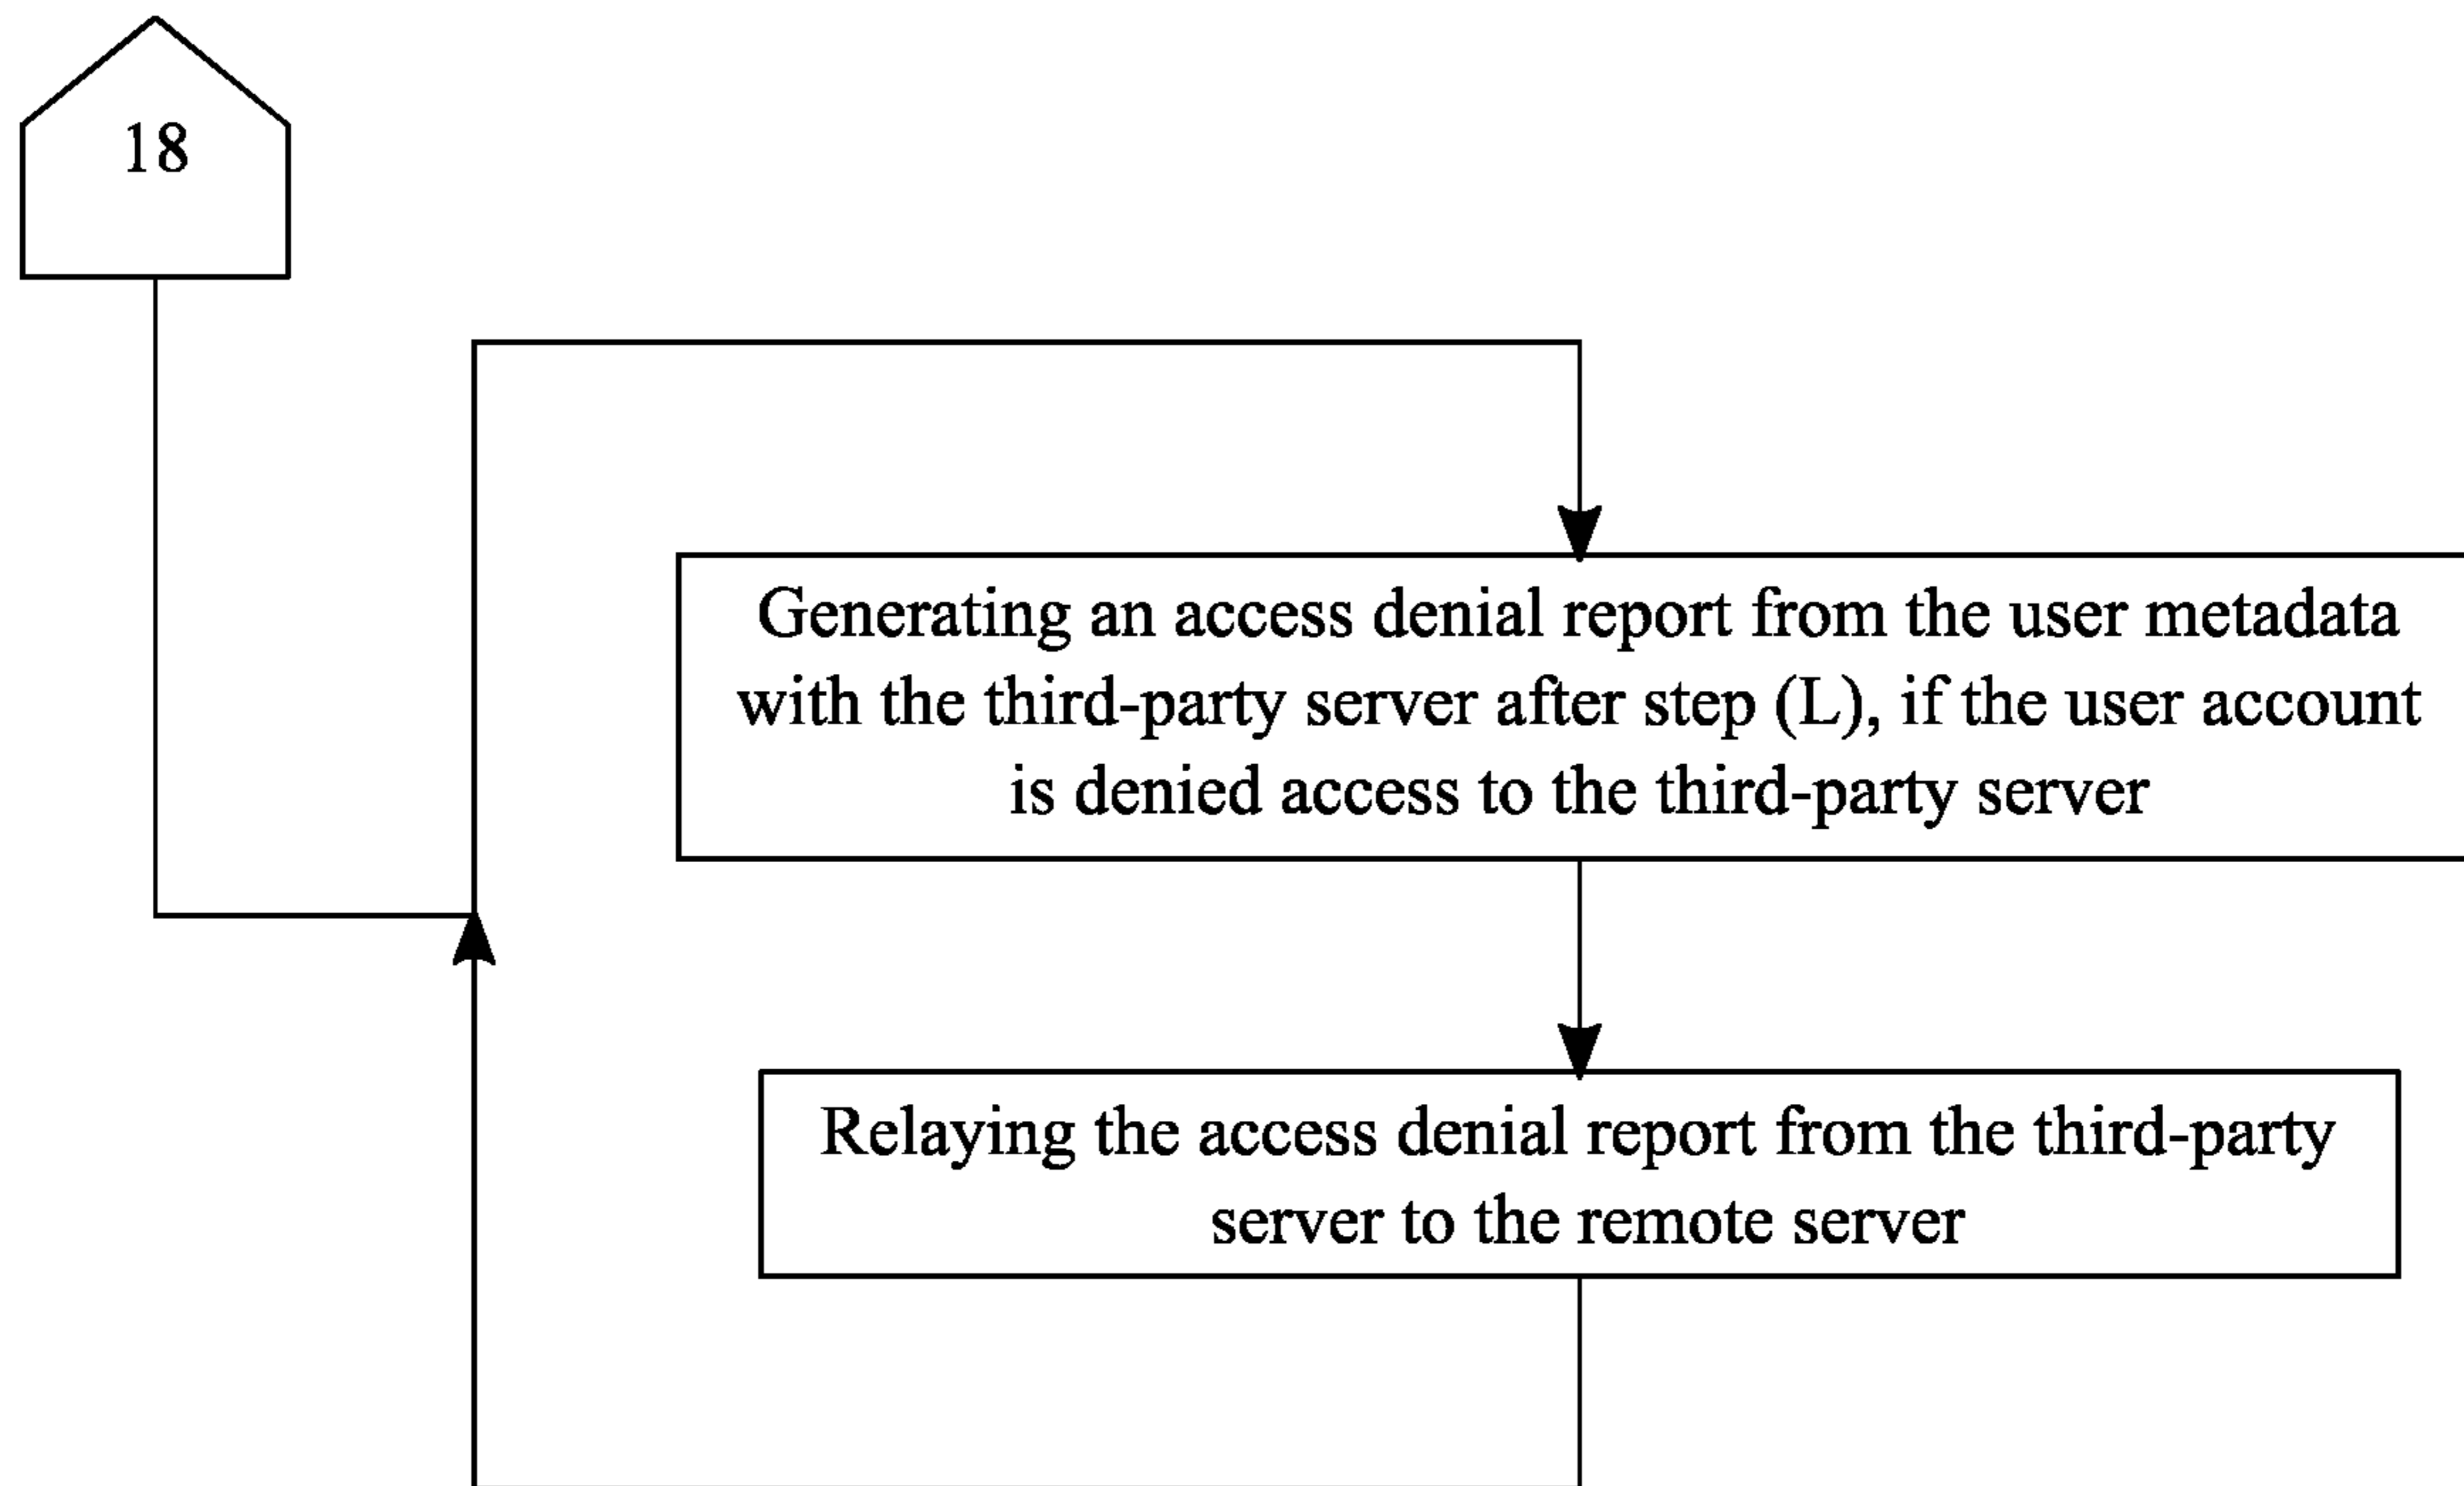 18
Generating an access denial report from the user metadata
with the third-party server after step (L), if the user account
is denied access to the third-party server
Relaying the access denial report from the third-party
server to the remote server